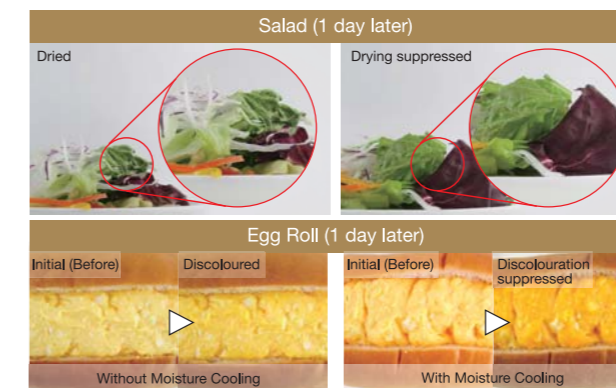 Salad (1 day later)
Dried
Drying suppressed
Egg Roll (1 day later)
Initial (Before)
Discoloured
Initial (Before)
Discolouration
suppressed
Without Moisture Cooling
With Moisture Cooling